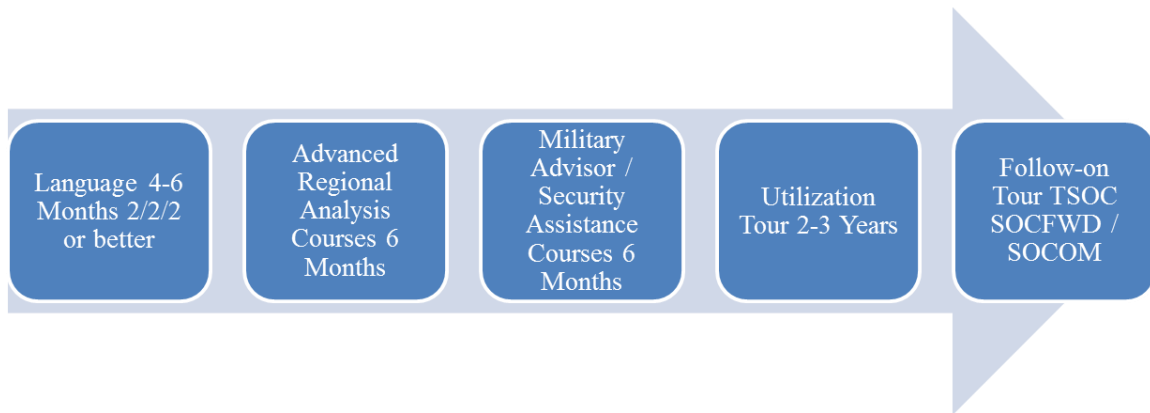 Language 4-6
Months 2/2/2
or better
Advanced
Regional
Analysis
Courses 6
Months
Military
Advisor /
Security
Assistance
Courses 6
Months
Utilization
Tour 2-3 Years
Follow-on
Tour TSOC
SOCFWD /
SOCOM